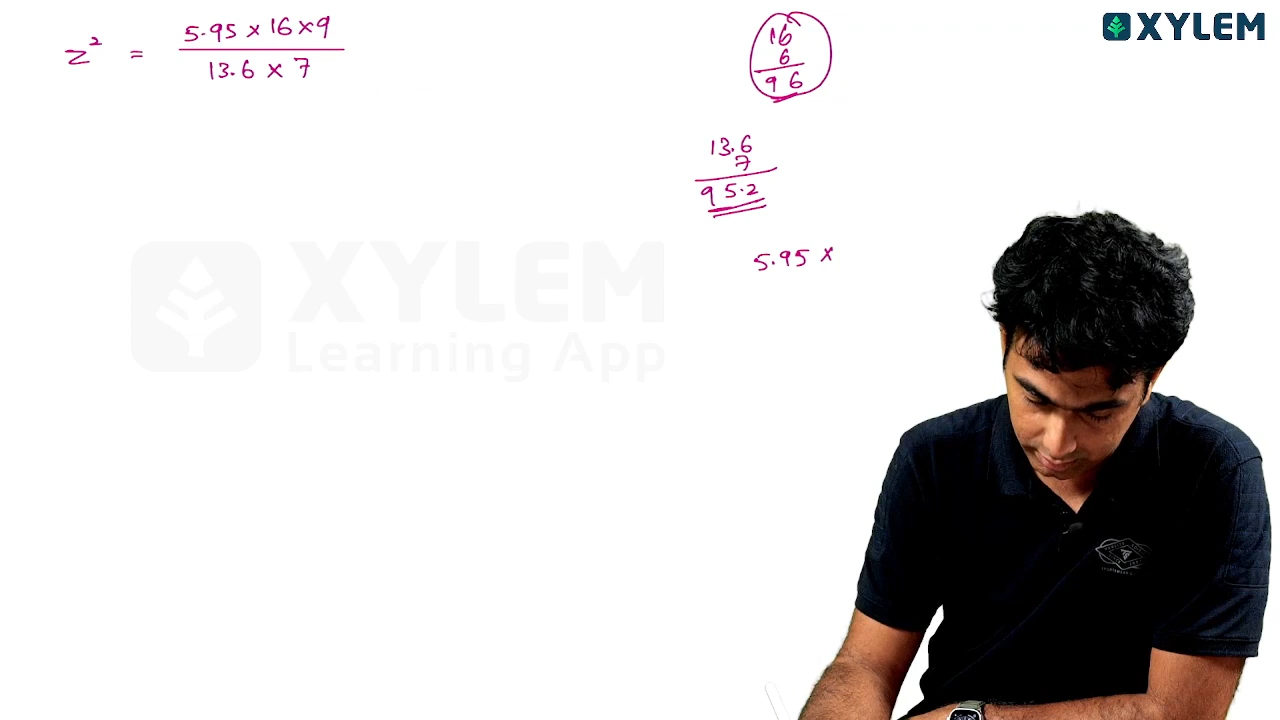 XYLEM
z² = 5.95 × 16 × 9 / 13.6 × 7
16
6
96
13.6
7
95.2
5.95 ×
XYLEM
Learning App